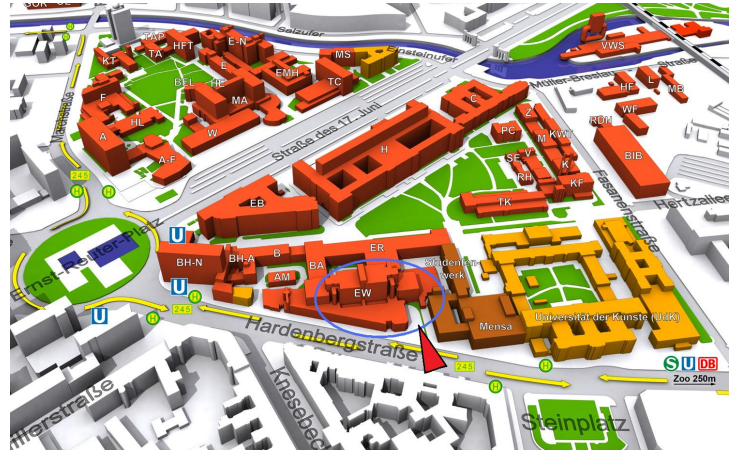 Salzufer
TAP
TA
HFT
E-N
KT
MS
Einsteinufer
VWS
E
EMH
BEL
TC
MA
F
Marchstraße
HL
A
W
A-F
Straße des 17. Juni
C
H
Müller-Breslau
Straße
HF
L
MB
WF
RDH
BIB
Z
PC
M
KWT
SE
V
RH
K
KF
TK
Fasanenstraße
Hertzallee
245
H
H
H
EB
U
Ernst-Reuter-Platz
BH-N
BH-A
B
AM
BA
ER
EW
Studenten-
werk
Mensa
Universität der Künste (UdK)
U
U
H
H
245
Hardenbergstraße
245
H
H
S U DB
Zoo 250m
Knesebeck
Steinplatz